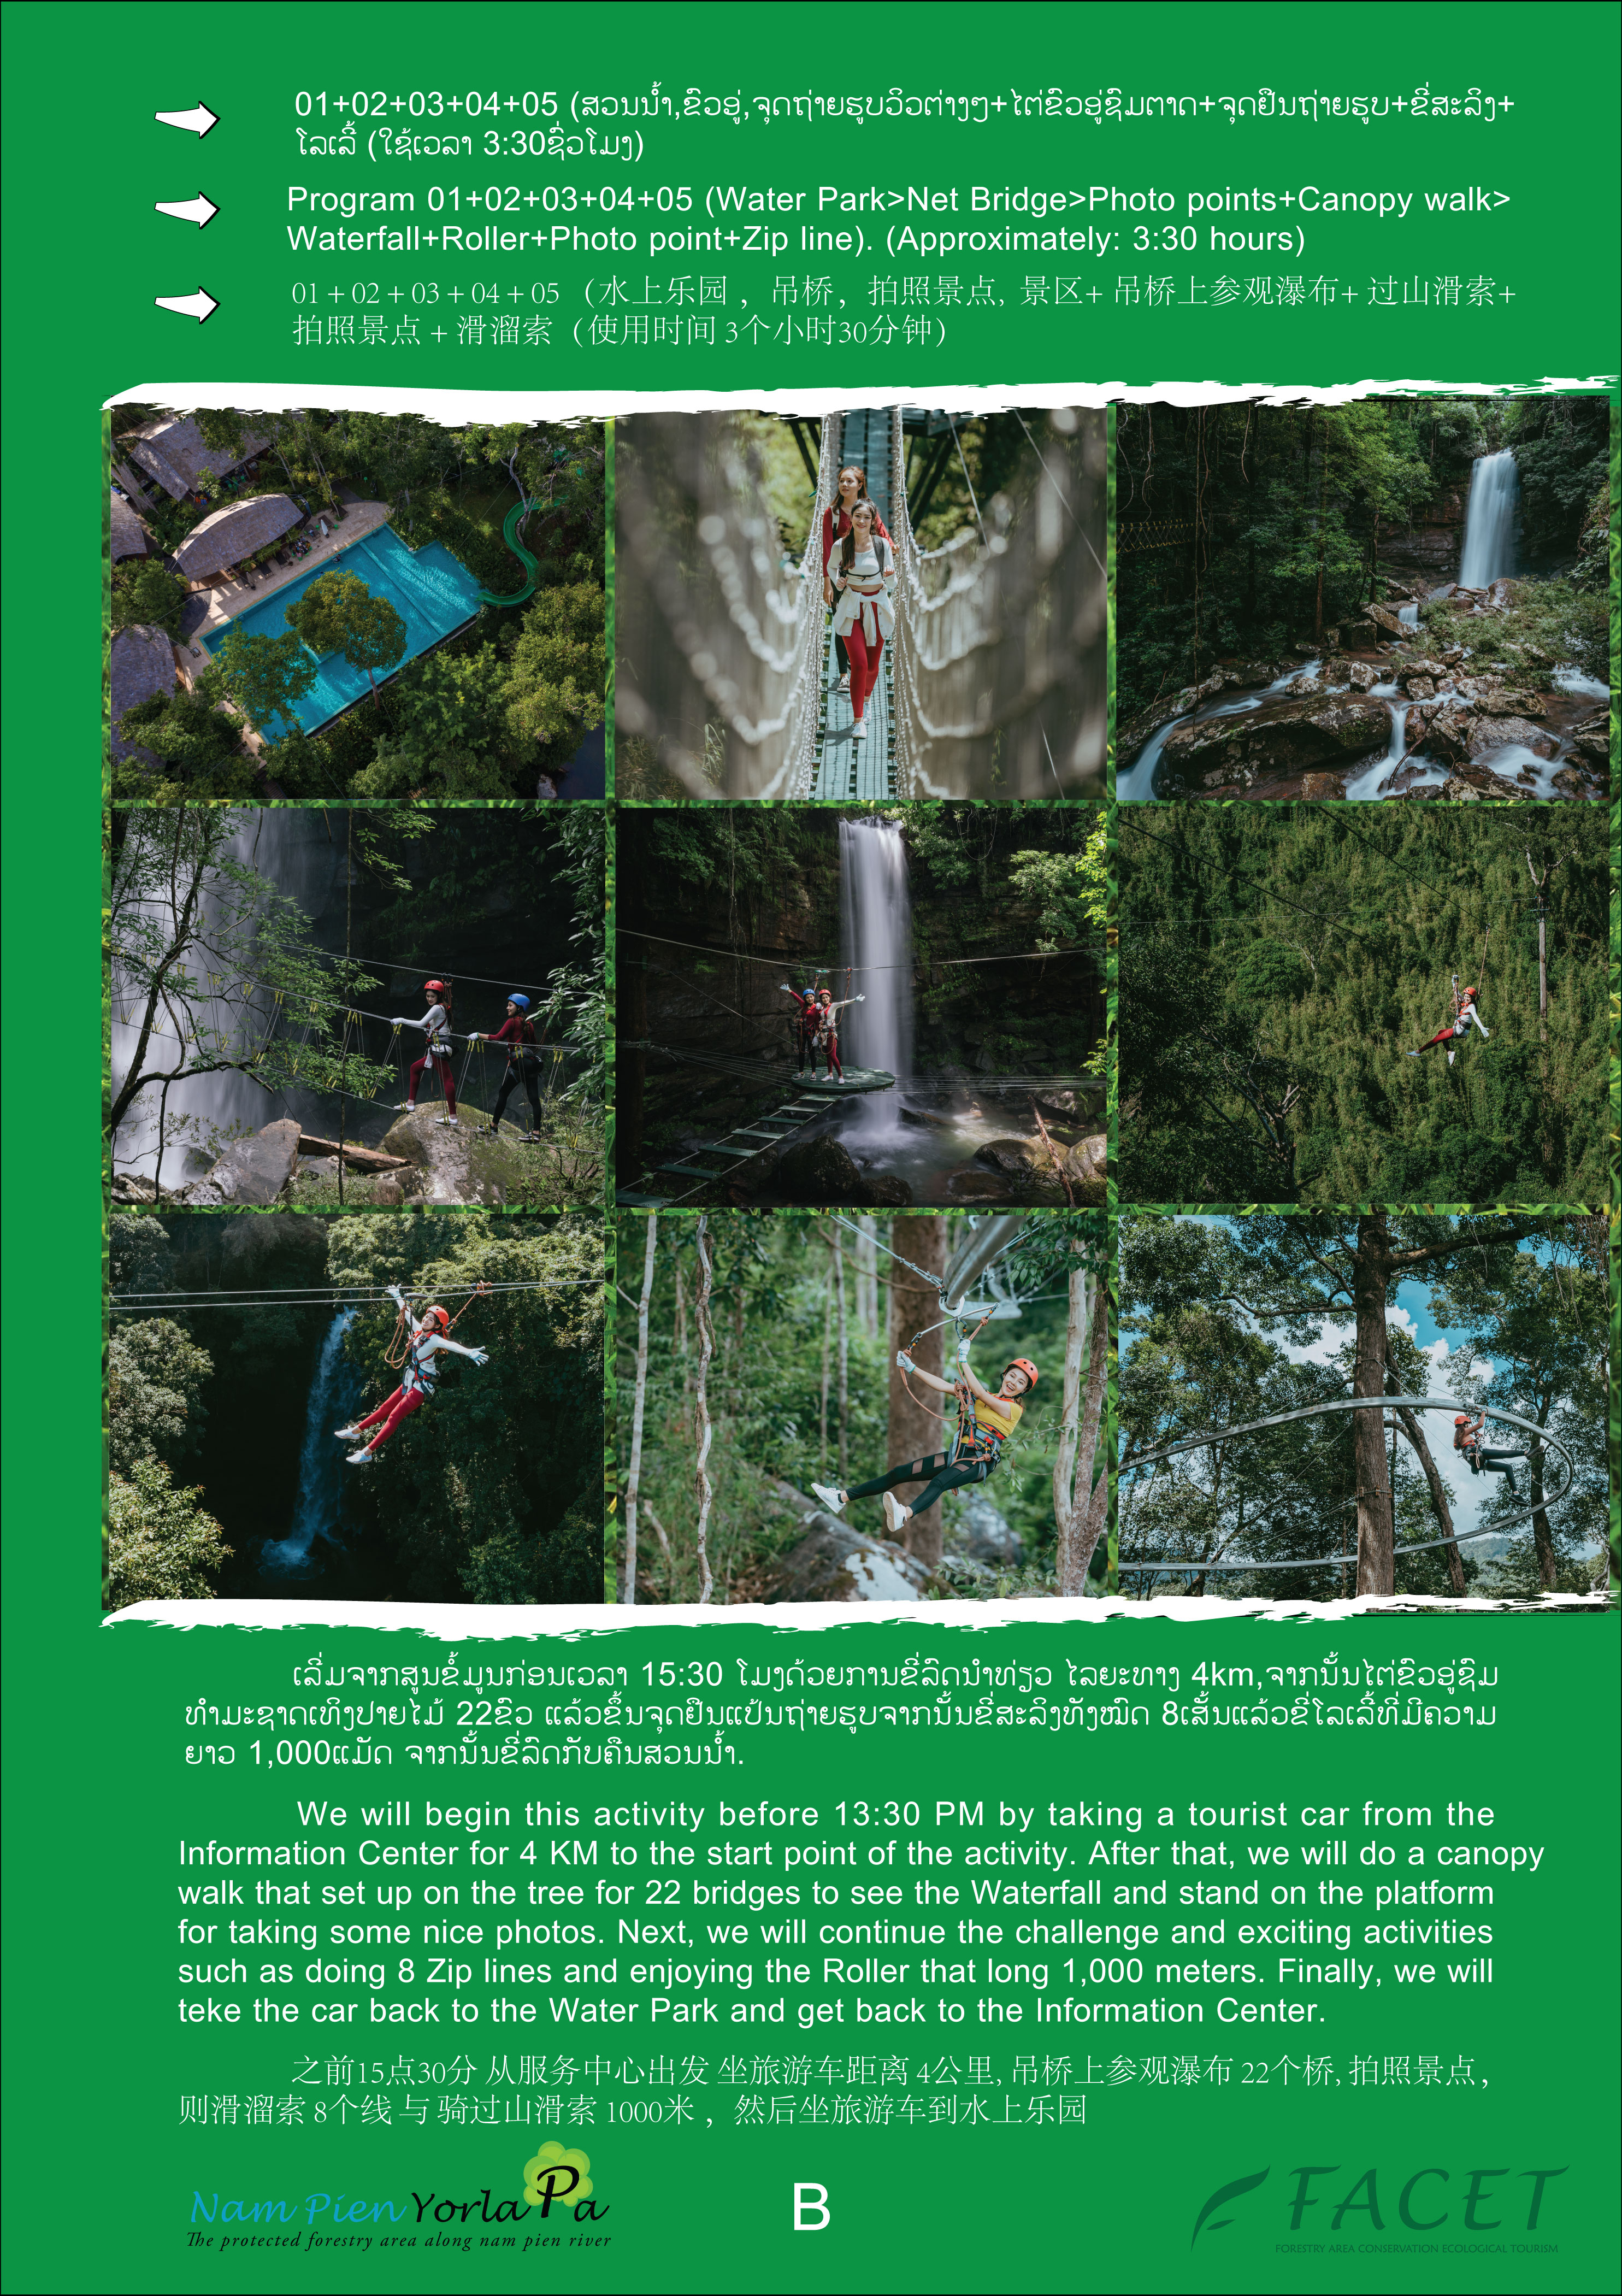 01+02+03+04+05 (ສວນນ້ຳ,ຂົວອູ່,ຈຸດຖ່າຍຮູບວິວຕ່າງໆ+ໄຕ່ຂົວອູ່ຊົມຕາດ+ຈຸດຢືນຖ່າຍຮູບ+ຂີ່ສະລິງ+
ໂລເລີ້ (ໃຊ້ເວລາ 3:30ຊົ່ວໂມງ)
Program 01+02+03+04+05 (Water Park>Net Bridge>Photo points+Canopy walk>
Waterfall+Roller+Photo point+Zip line). (Approximately: 3:30 hours)
01 + 02 + 03 + 04 + 05 （水上乐园 ，吊桥，拍照景点, 景区+ 吊桥上参观瀑布+ 过山滑索+
拍照景点 + 滑溜索（使用时间 3个小时30分钟）
ເລີ່ມຈາກສູນຂໍ້ມູນກ່ອນເວລາ 15:30 ໂມງດ້ວຍການຂີ່ລົດນຳທ່ຽວ ໄລຍະທາງ 4km,ຈາກນັ້ນໄຕ່ຂົວອູ່ຊົມ
ທຳມະຊາດເທິງປາຍໄມ້ 22ຂົວ ແລ້ວຂຶ້ນຈຸດຢືນແປ້ນຖ່າຍຮູບຈາກນັ້ນຂີ່ສະລິງທັງໝົດ 8ເສັ້ນແລ້ວຂີ່ໂລເລີ້ທີ່ມີຄວາມ
ຍາວ 1,000ແມັດ ຈາກນັ້ນຂີ່ລົດກັບຄືນສວນນ້ຳ.
We will begin this activity before 13:30 PM by taking a tourist car from the
Information Center for 4 KM to the start point of the activity. After that, we will do a canopy
walk that set up on the tree for 22 bridges to see the Waterfall and stand on the platform
for taking some nice photos. Next, we will continue the challenge and exciting activities
such as doing 8 Zip lines and enjoying the Roller that long 1,000 meters. Finally, we will
teke the car back to the Water Park and get back to the Information Center.
之前15点30分 从服务中心出发 坐旅游车距离 4公里, 吊桥上参观瀑布 22个桥, 拍照景点，
则滑溜索 8个线 与 骑过山滑索 1000米 ，然后坐旅游车到水上乐园
Nam Pien Yorla Pa
The protected forestry area along nam pien river
B
FACET
FORESTRY AREA CONSERVATION ECOLOGICAL TOURISM